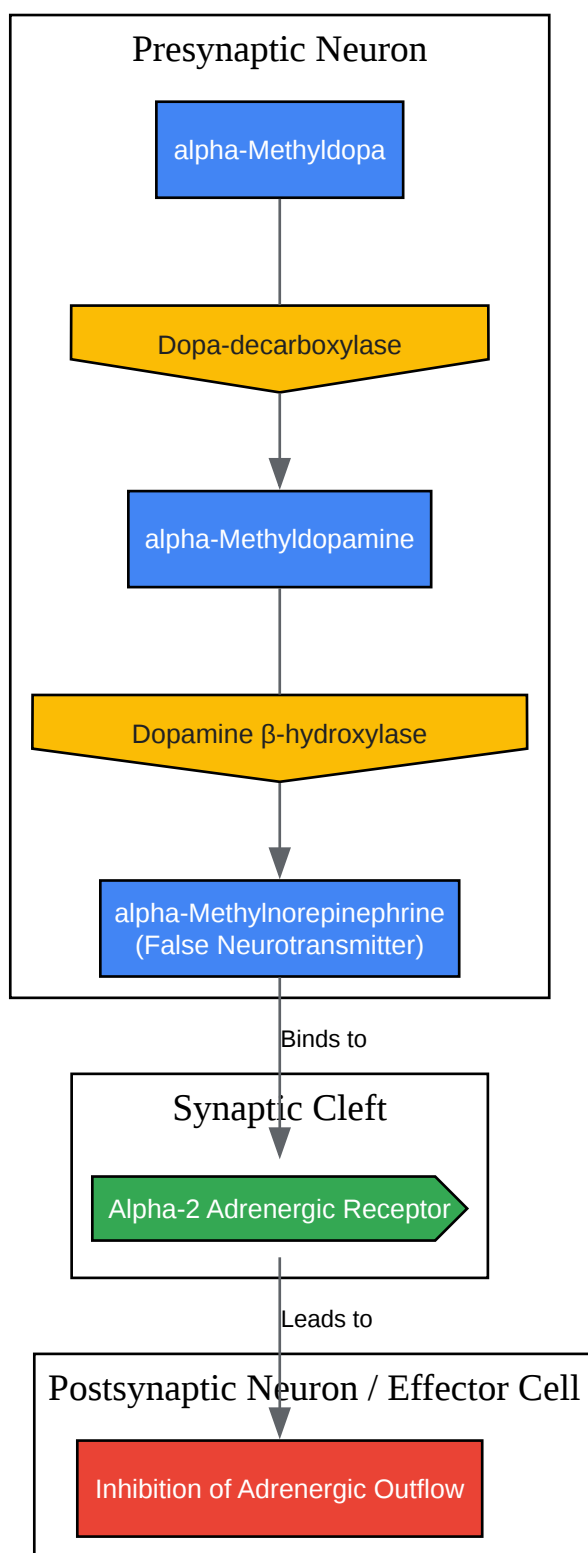 Presynaptic Neuron
alpha-Methyldopa
Dopa-decarboxylase
alpha-Methyldopamine
Dopamine β-hydroxylase
alpha-Methylnorepinephrine
(False Neurotransmitter)
Binds to
Synaptic Cleft
Alpha-2 Adrenergic Receptor
Leads to
Postsynaptic Neuron / Effector Cell
Inhibition of Adrenergic Outflow